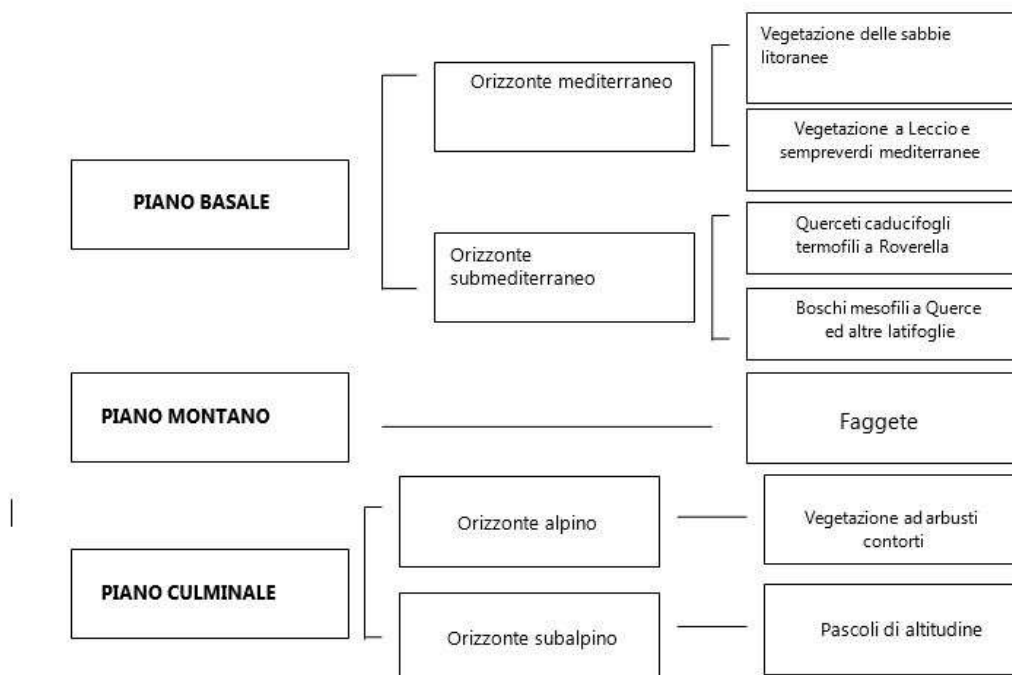 PIANO BASALE
Orizzonte mediterraneo
Vegetazione delle sabbie
litoranee
Vegetazione a Leccio e
sempreverdi mediterranee
Orizzonte
submediterraneo
Querceti caducifogli
termofili a Roverella
Boschi mesofili a Querce
ed altre latifoglie
PIANO MONTANO
Faggete
PIANO CULMINALE
Orizzonte alpino
Vegetazione ad arbusti
contorti
Orizzonte subalpino
Pascoli di altitudine